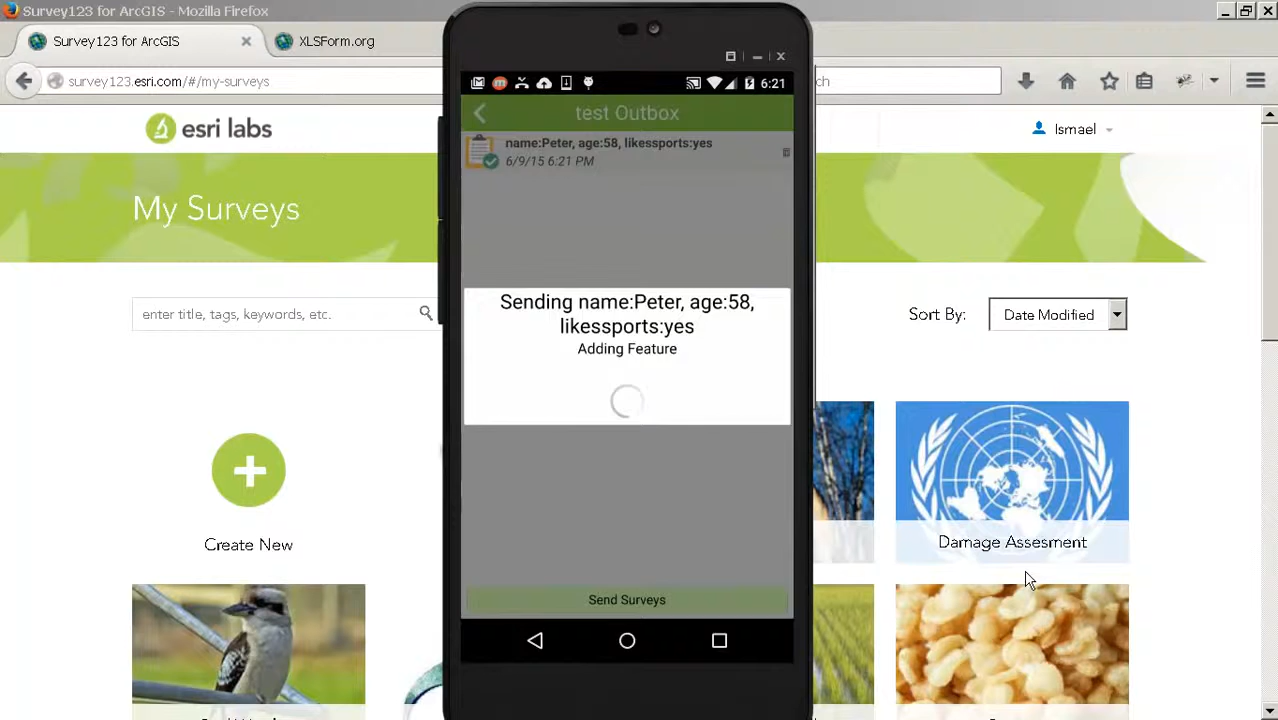 Survey123 for ArcGIS - Mozilla Firefox
Survey123 for ArcGIS
XLSForm.org
survey123.esri.com/#/my-surveys
esri labs
Ismael
My Surveys
enter title, tags, keywords, etc.
Sort By:
Date Modified
Create New
Damage Assesment
6:21
test Outbox
name:Peter, age:58, likessports:yes
6/9/15 6:21 PM
Sending name:Peter, age:58,
likessports:yes
Adding Feature
Send Surveys